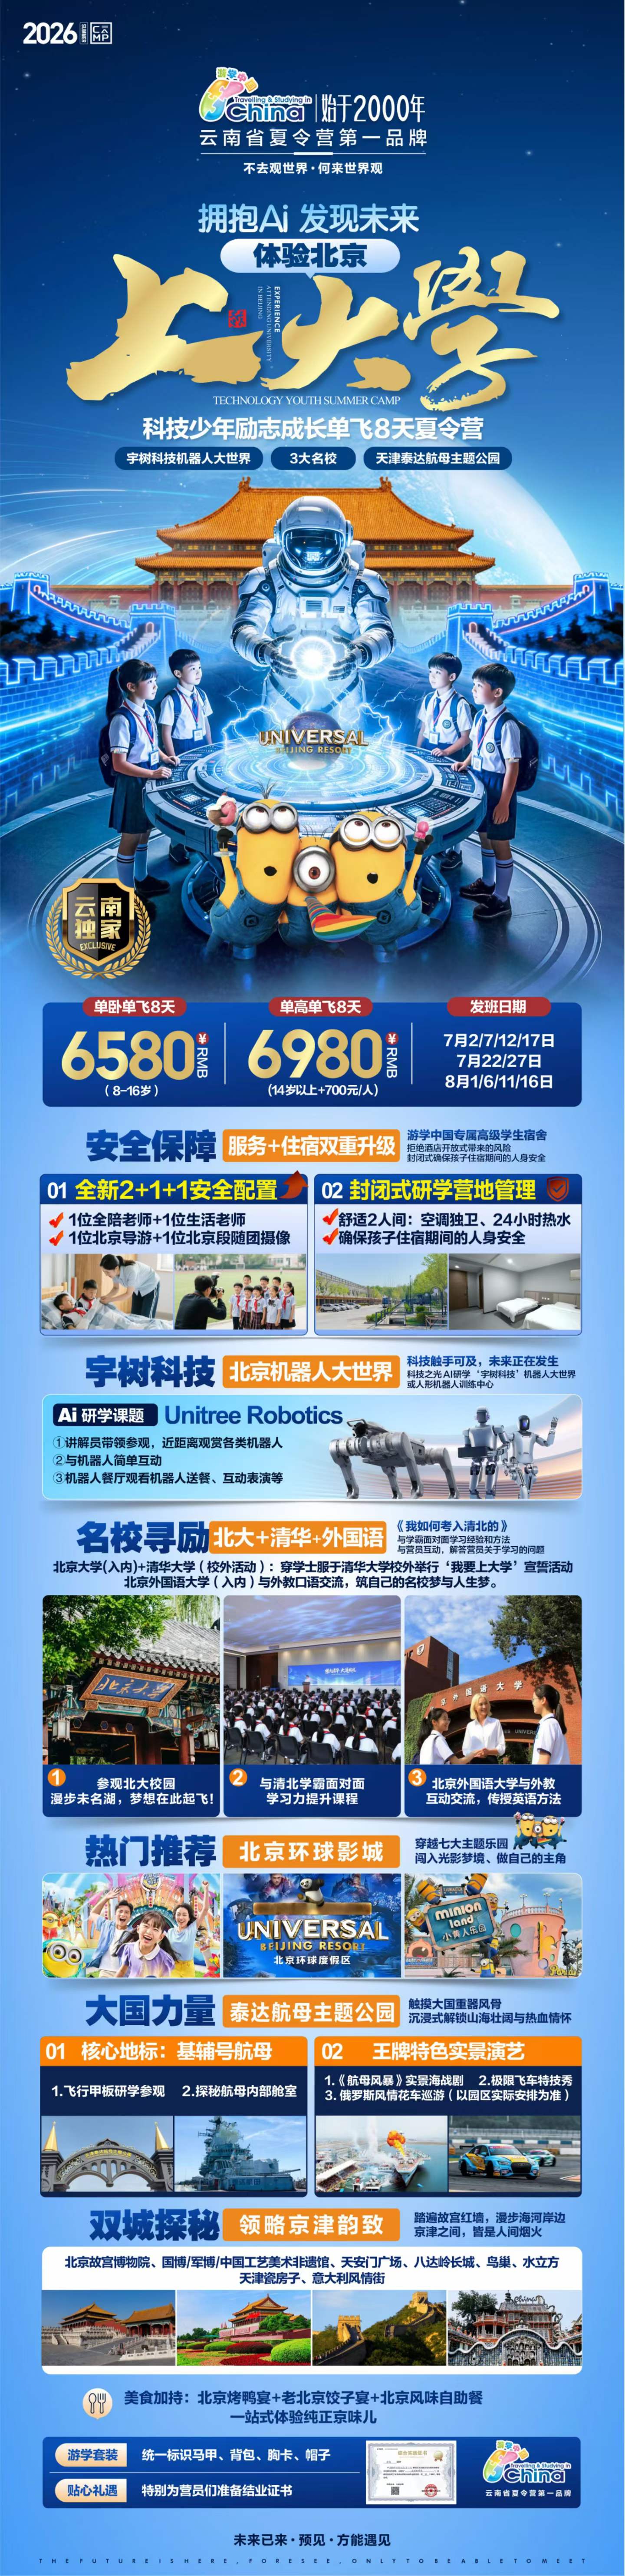 2026
CAMP
游学中国
Travelling & Studying in
China
始于2000年
云南省夏令营第一品牌
不去观世界·何来世界观
拥抱Ai 发现未来
体验北京
上大學
EXPERIENCE
ATTENDING UNIVERSITY
IN BEIJING
TECHNOLOGY YOUTH SUMMER CAMP
科技少年励志成长单飞8天夏令营
宇树科技机器人大世界
3大名校
天津泰达航母主题公园
UNIVERSAL
BEIJING RESORT
云南
独家
EXCLUSIVE
单卧单飞8天
6580
¥
RMB
(8-16岁)
单高单飞8天
6980
¥
RMB
(14岁以上+700元/人)
发班日期
7月2/7/12/17日
7月22/27日
8月1/6/11/16日
安全保障
服务+住宿双重升级
游学中国专属高级学生宿舍
拒绝酒店开放式带来的风险
封闭式确保孩子住宿期间的人身安全
01 全新2+1+1安全配置
1位全陪老师+1位生活老师
1位北京导游+1位北京段随团摄像
02 封闭式研学营地管理
舒适2人间：空调独卫、24小时热水
确保孩子住宿期间的人身安全
宇树科技
北京机器人大世界
科技触手可及，未来正在发生
科技之光AI研学‘宇树科技’机器人大世界
或人形机器人训练中心
Ai 研学课题
Unitree Robotics
①讲解员带领参观，近距离观赏各类机器人
②与机器人简单互动
③机器人餐厅观看机器人送餐、互动表演等
名校寻励
北大+清华+外国语
《我如何考入清北的》
与学霸面对面学习经验和方法
与营员互动，解答营员关于学习的问题
北京大学(入内)+清华大学（校外活动）：穿学士服于清华大学校外举行‘我要上大学’宣誓活动
北京外国语大学（入内）与外教口语交流，筑自己的名校梦与人生梦。
北京大学
外国语大学
1
参观北大校园
漫步未名湖，梦想在此起飞！
2
与清北学霸面对面
学习力提升课程
3
北京外国语大学与外教
互动交流，传授英语方法
热门推荐
北京环球影城
穿越七大主题乐园
闯入光影梦境、做自己的主角
UNIVERSAL
BEIJING RESORT
北京环球度假区
minion
land
小黄人乐园
大国力量
泰达航母主题公园
触摸大国重器风骨
沉浸式解锁山海壮阔与热血情怀
01 核心地标：基辅号航母
1.飞行甲板研学参观 2.探秘航母内部舱室
02 王牌特色实景演艺
1.《航母风暴》实景海战剧 2.极限飞车特技秀
3. 俄罗斯风情花车巡游（以园区实际安排为准）
双城探秘
领略京津韵致
踏遍故宫红墙，漫步海河岸边
京津之间，皆是人间烟火
北京故宫博物院、国博/军博/中国工艺美术非遗馆、天安门广场、八达岭长城、鸟巢、水立方
天津瓷房子、意大利风情街
China
美食加持：北京烤鸭宴+老北京饺子宴+北京风味自助餐
一站式体验纯正京味儿
游学套装
统一标识马甲、背包、胸卡、帽子
贴心礼遇
特别为营员们准备结业证书
游学中国
Travelling & Studying in
China
云南省夏令营第一品牌
未来已来·预见·方能遇见
THE FUTURE IS HERE, FORESEE, ONLY TO BE ABLE TO MEET